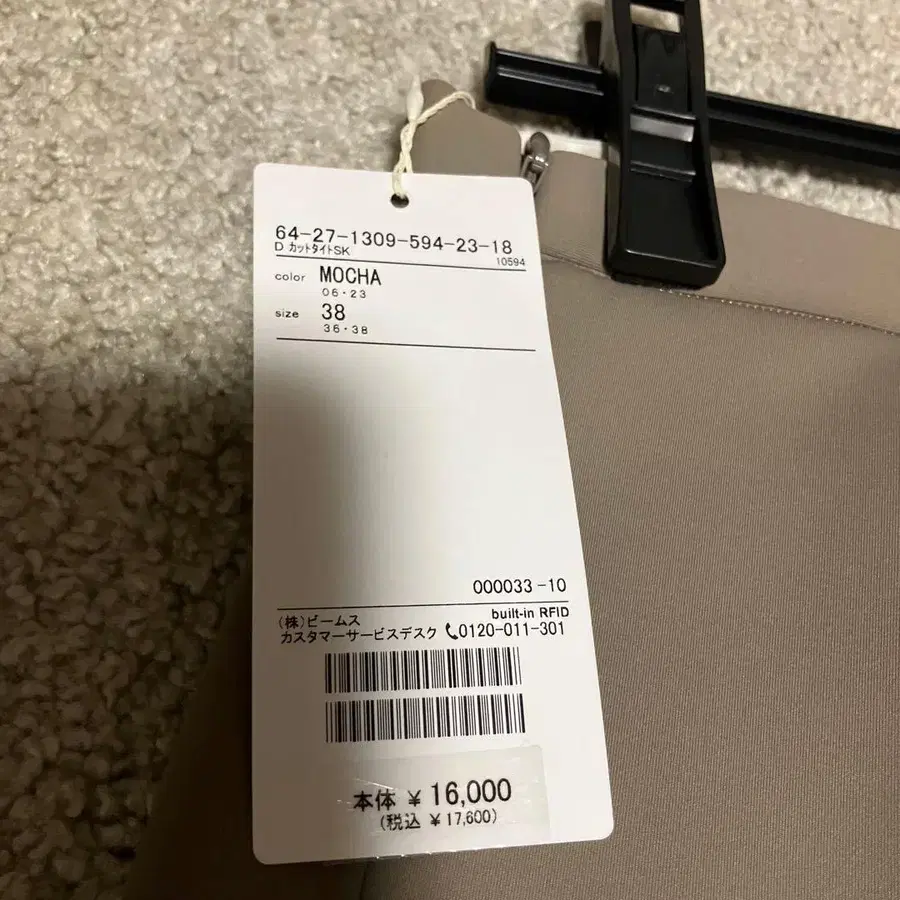 64-27-1309-594-23-18
D カットタイトSK 10594
color MOCHA
06・23
size 38
36・38
000033-10
built-in RFID
(株)ビームス
カスタマーサービスデスク 0120-011-301
本体 ¥16,000
(税込 ¥17,600)